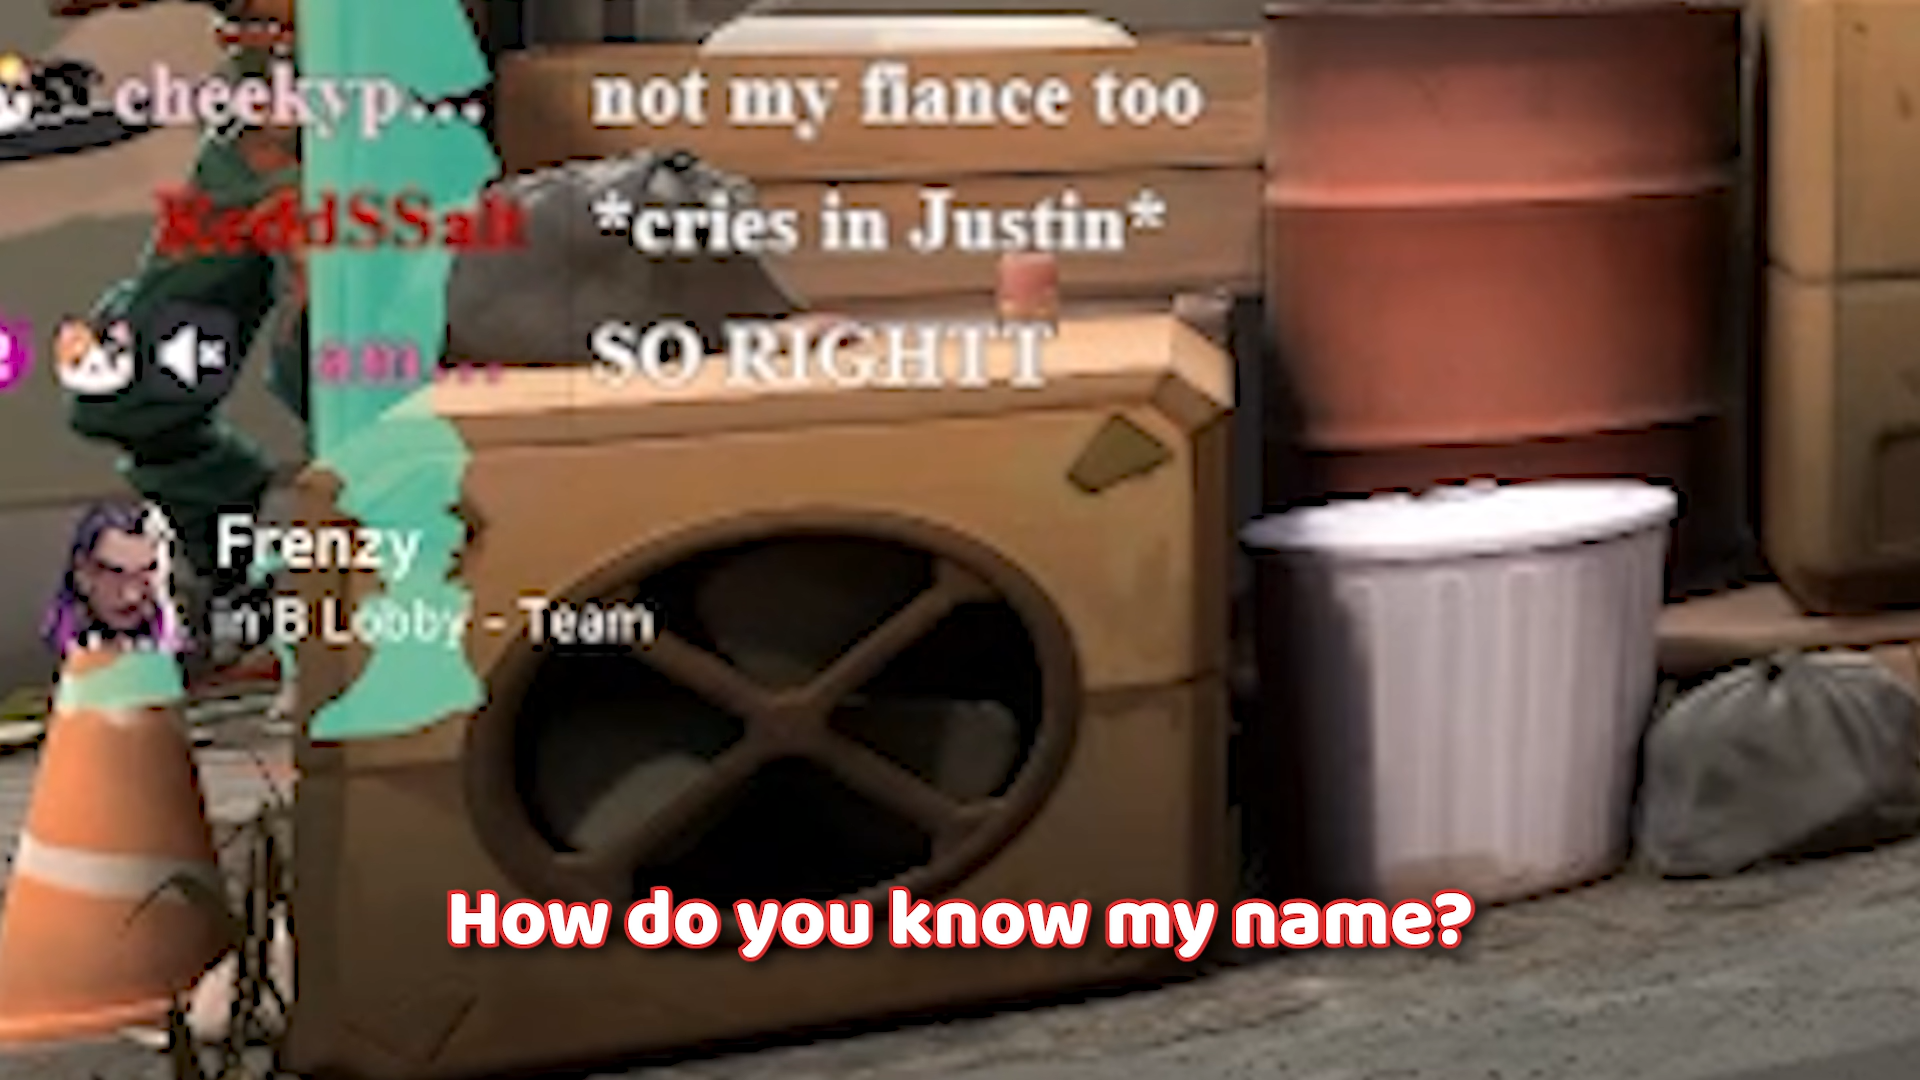 cheekyp... not my fiance too
ReddSSalt *cries in Justin*
SO RIGHTT
Frenzy
in B Lobby - Team
How do you know my name?